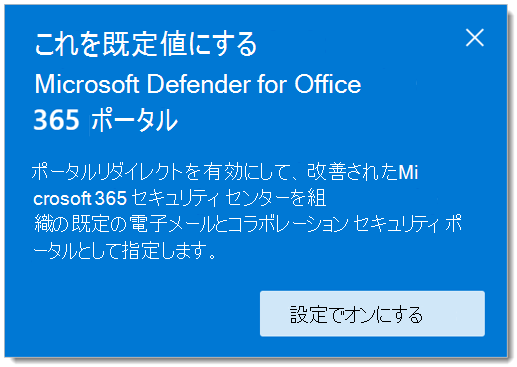 これを既定値にする
Microsoft Defender for Office
365 ポータル
ポータルリダイレクトを有効にして、改善されたMi
crosoft 365 セキュリティ センターを組
織の既定の電子メールとコラボレーション セキュリティ ポ
ータルとして指定します。
設定でオンにする